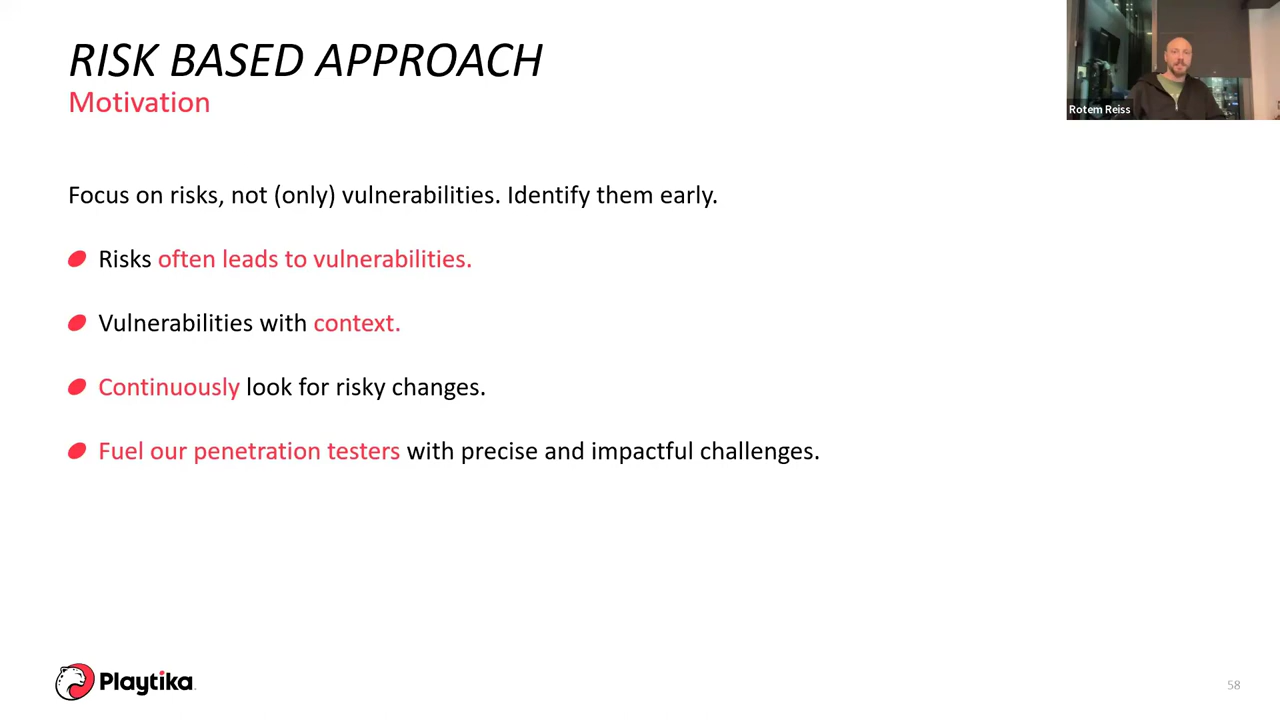 RISK BASED APPROACH
Motivation
Rotem Reiss
Focus on risks, not (only) vulnerabilities. Identify them early.
Risks often leads to vulnerabilities.
Vulnerabilities with context.
Continuously look for risky changes.
Fuel our penetration testers with precise and impactful challenges.
Playtika
58